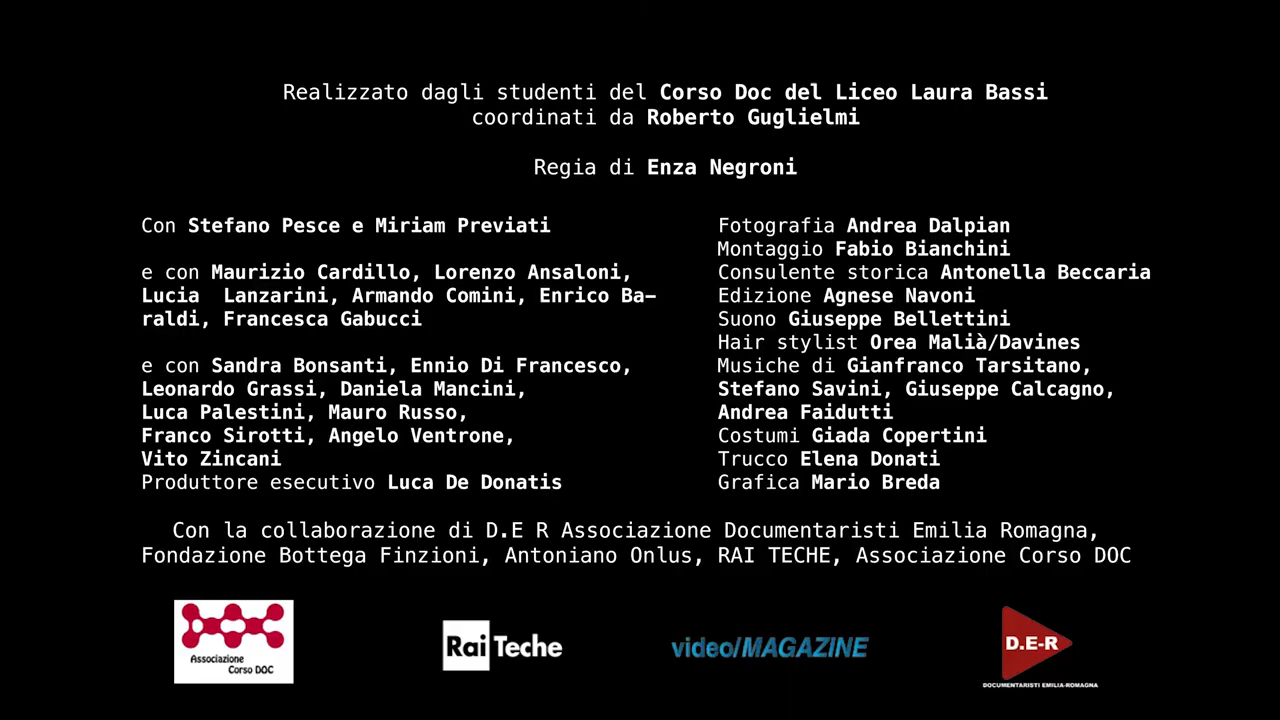 Realizzato dagli studenti del Corso Doc del Liceo Laura Bassi
coordinati da Roberto Guglielmi
Regia di Enza Negroni
Con Stefano Pesce e Miriam Previati
e con Maurizio Cardillo, Lorenzo Ansaloni,
Lucia Lanzarini, Armando Comini, Enrico Ba-
raldi, Francesca Gabucci
e con Sandra Bonsanti, Ennio Di Francesco,
Leonardo Grassi, Daniela Mancini,
Luca Palestini, Mauro Russo,
Franco Sirotti, Angelo Ventrone,
Vito Zincani
Produttore esecutivo Luca De Donatis
Fotografia Andrea Dalpian
Montaggio Fabio Bianchini
Consulente storica Antonella Beccaria
Edizione Agnese Navoni
Suono Giuseppe Bellettini
Hair stylist Orea Malià/Davines
Musiche di Gianfranco Tarsitano,
Stefano Savini, Giuseppe Calcagno,
Andrea Faidutti
Costumi Giada Copertini
Trucco Elena Donati
Grafica Mario Breda
Con la collaborazione di D.E R Associazione Documentaristi Emilia Romagna,
Fondazione Bottega Finzioni, Antoniano Onlus, RAI TECHE, Associazione Corso DOC
Associazione
Corso DOC
Rai Teche
video/MAGAZINE
D.E-R
DOCUMENTARISTI EMILIA-ROMAGNA